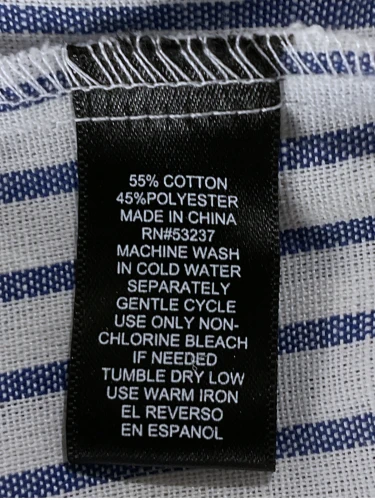 55% COTTON
45%POLYESTER
MADE IN CHINA
RN#53237
MACHINE WASH
IN COLD WATER
SEPARATELY
GENTLE CYCLE
USE ONLY NON-
CHLORINE BLEACH
IF NEEDED
TUMBLE DRY LOW
USE WARM IRON
EL REVERSO
EN ESPANOL